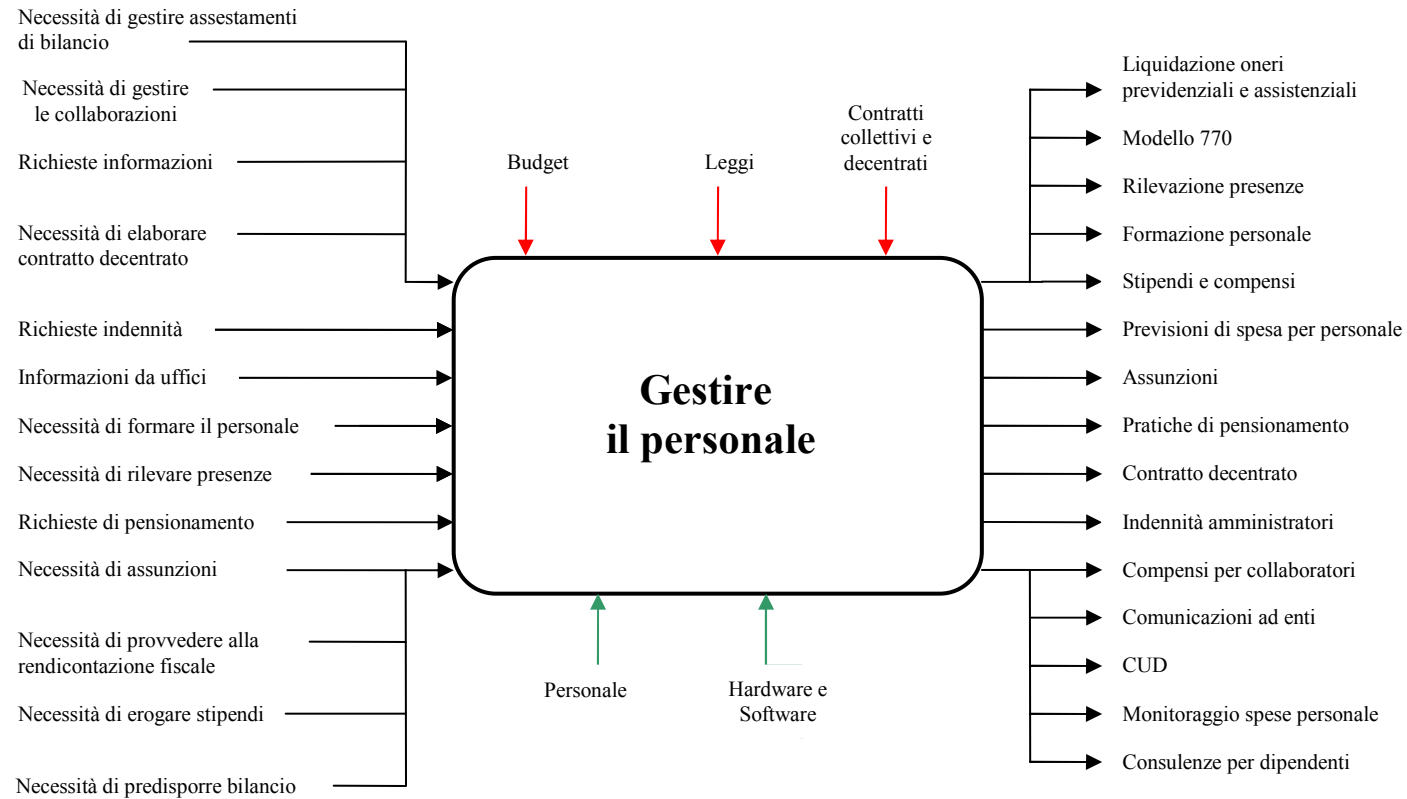 Necessità di gestire assestamenti
di bilancio
Necessità di gestire
le collaborazioni
Richieste informazioni
Necessità di elaborare
contratto decentrato
Richieste indennità
Informazioni da uffici
Necessità di formare il personale
Necessità di rilevare presenze
Richieste di pensionamento
Necessità di assunzioni
Necessità di provvedere alla
rendicontazione fiscale
Necessità di erogare stipendi
Necessità di predisporre bilancio
Budget
Leggi
Contratti
collettivi e
decentrati
Gestire
il personale
Personale
Hardware e
Software
Liquidazione oneri
previdenziali e assistenziali
Modello 770
Rilevazione presenze
Formazione personale
Stipendi e compensi
Previsioni di spesa per personale
Assunzioni
Pratiche di pensionamento
Contratto decentrato
Indennità amministratori
Compensi per collaboratori
Comunicazioni ad enti
CUD
Monitoraggio spese personale
Consulenze per dipendenti